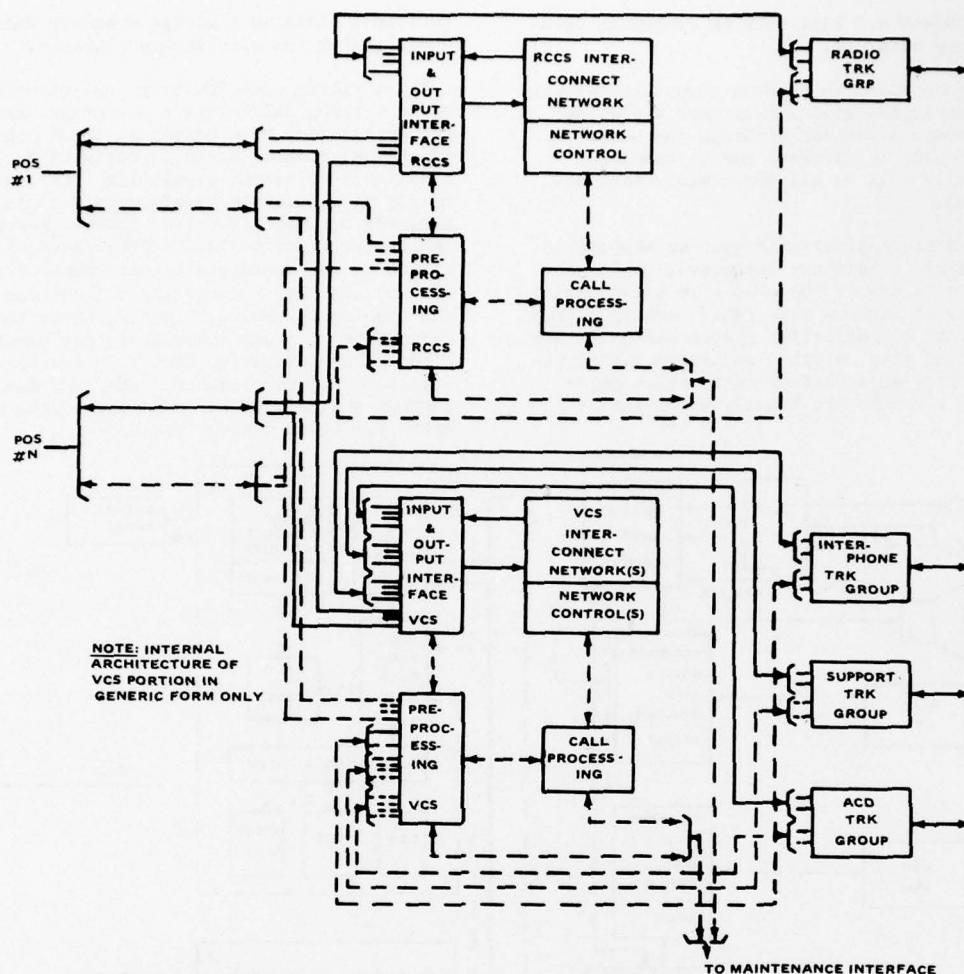 INPUT
&
OUT
PUT
INTER
FACE
RCCS
RCCS INTER-
CONNECT
NETWORK
NETWORK
CONTROL
RADIO
TRK
GRP
POS
#1
PRE-
PROC-
ESS-
ING
RCCS
CALL
PROCESS-
ING
POS
#N
INPUT
&
OUT-
PUT
INTER-
FACE
VCS
VCS
INTER-
CONNECT
NETWORK(S)
NETWORK
CONTROL(S)
INTER-
PHONE
TRK
GROUP
NOTE: INTERNAL
ARCHITECTURE OF
VCS PORTION IN
GENERIC FORM ONLY
SUPPORT
TRK
GROUP
PRE-
PROC-
ESS-
ING
VCS
CALL
PROCESS-
ING
ACD
TRK
GROUP
TO MAINTENANCE INTERFACE